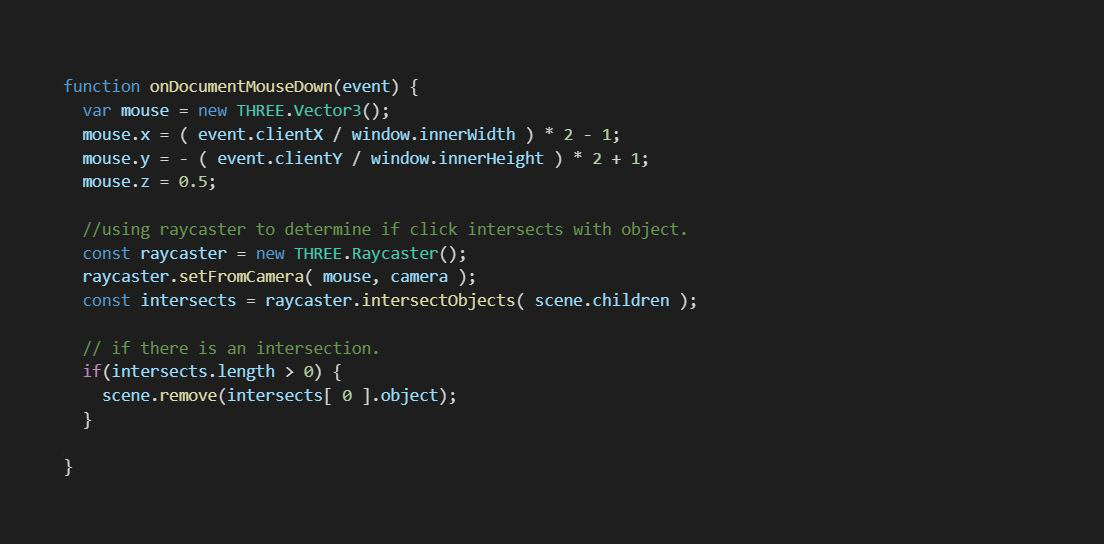 function onDocumentMouseDown(event) {
  var mouse = new THREE.Vector3();
  mouse.x = ( event.clientX / window.innerWidth ) * 2 - 1;
  mouse.y = - ( event.clientY / window.innerHeight ) * 2 + 1;
  mouse.z = 0.5;

  //using raycaster to determine if click intersects with object.
  const raycaster = new THREE.Raycaster();
  raycaster.setFromCamera( mouse, camera );
  const intersects = raycaster.intersectObjects( scene.children );

  // if there is an intersection.
  if(intersects.length > 0) {
    scene.remove(intersects[ 0 ].object);
  }

}